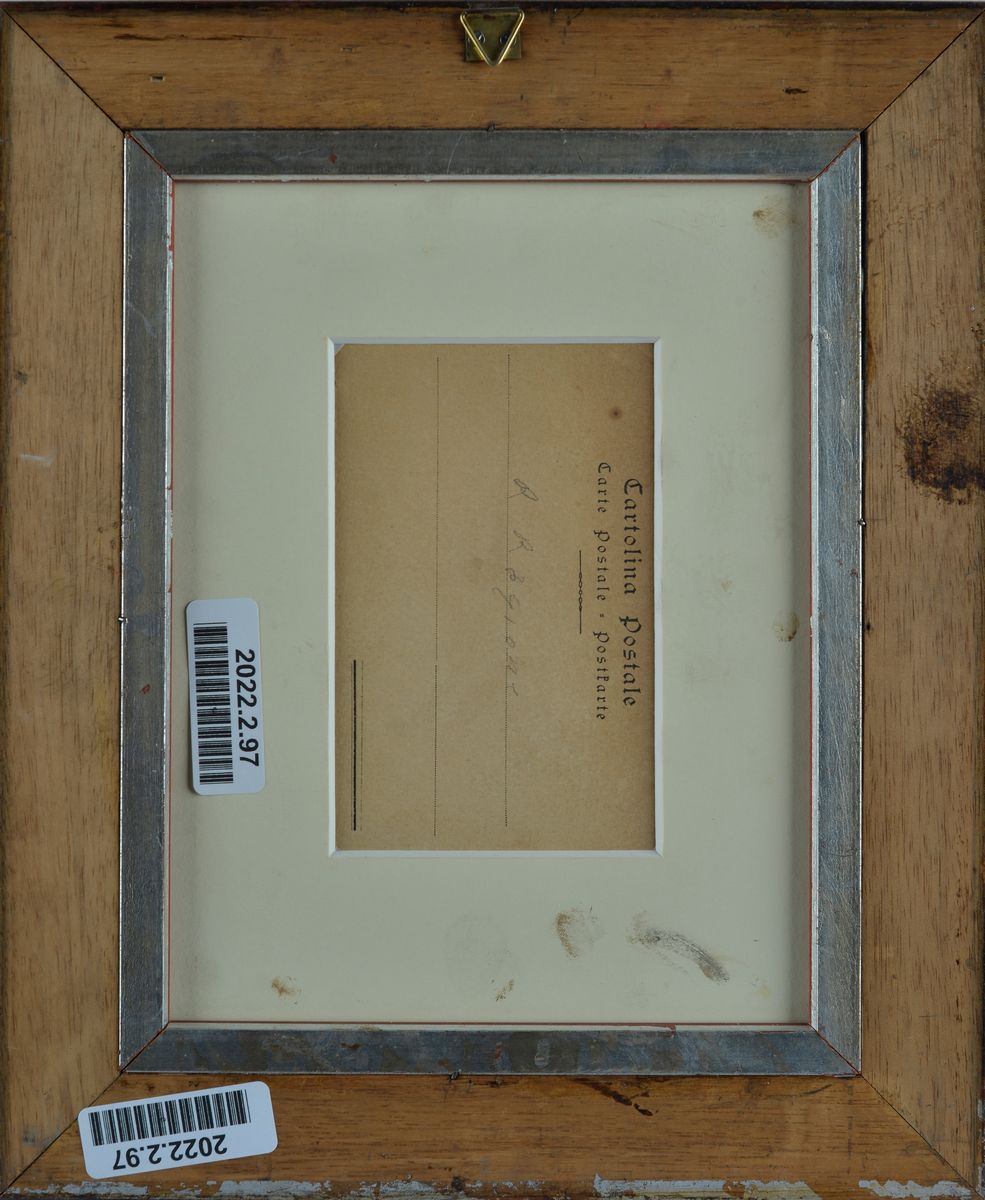 Cartolina Postale
Carte Postale = PostKarte
2022.2.97
2022.2.97